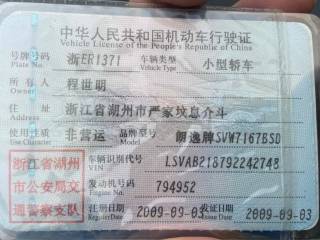 中华人民共和国机动车行驶证
Vehicle License of the People's Republic of China
号牌号码 浙ER1371 车辆类型 小型轿车
Plate No. Vehicle Type
所有人 程世明
Owner
住址 浙江省湖州市严家坟息介斗
Address
使用性质 非营运 品牌型号 朗逸牌SVW7167BSD
Use Character Model
浙江省湖州市公安局交通警察支队
车辆识别代号 LSVAB218792242748
VIN
发动机号码 794952
Engine No.
注册日期 2009-09-03 发证日期 2009-09-03
Register Date Issue Date